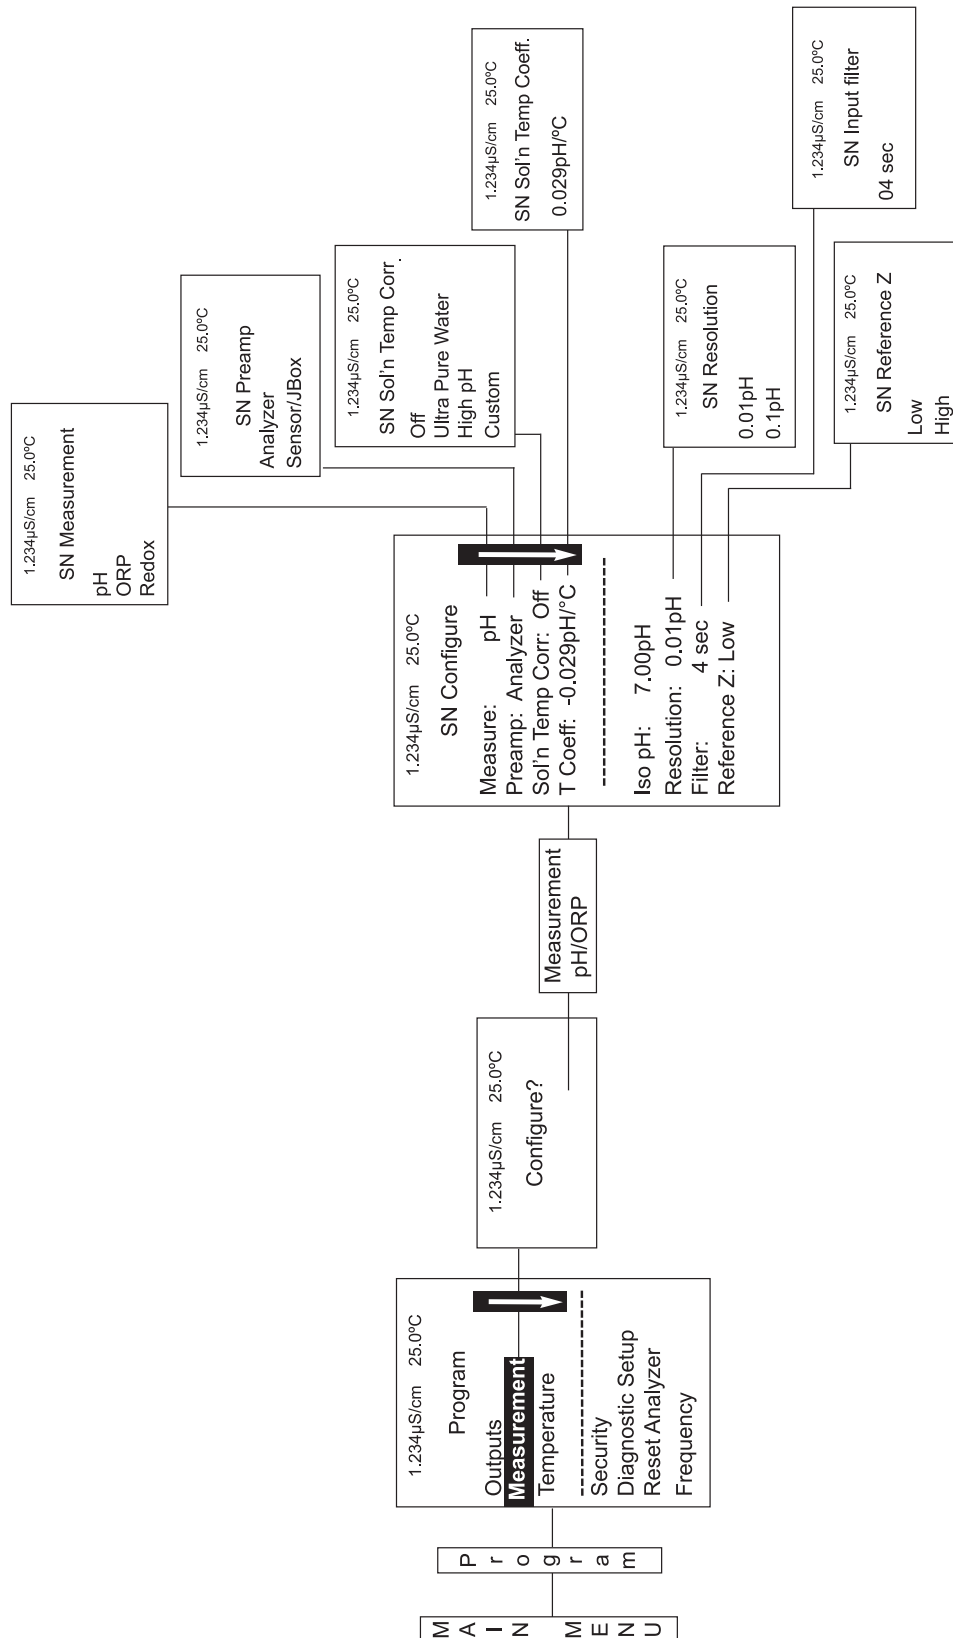 MAIN MENU
Program
1.234µS/cm 25.0ºC
Program
Outputs
Measurement
Temperature
Security
Diagnostic Setup
Reset Analyzer
Frequency
1.234µS/cm 25.0ºC
Configure?
Measurement
pH/ORP
1.234µS/cm 25.0ºC
SN Configure
Measure: pH
Preamp: Analyzer
Sol'n Temp Corr: Off
T Coeff: -0.029pH/°C
Iso pH: 7.00pH
Resolution: 0.01pH
Filter: 4 sec
Reference Z: Low
1.234µS/cm 25.0ºC
SN Measurement
pH
ORP
Redox
1.234µS/cm 25.0ºC
SN Preamp
Analyzer
Sensor/JBox
1.234µS/cm 25.0ºC
SN Sol'n Temp Corr.
Off
Ultra Pure Water
High pH
Custom
1.234µS/cm 25.0ºC
SN Sol'n Temp Coeff.
0.029pH/ºC
1.234µS/cm 25.0ºC
SN Resolution
0.01pH
0.1pH
1.234µS/cm 25.0ºC
SN Input filter
04 sec
1.234µS/cm 25.0ºC
SN Reference Z
Low
High